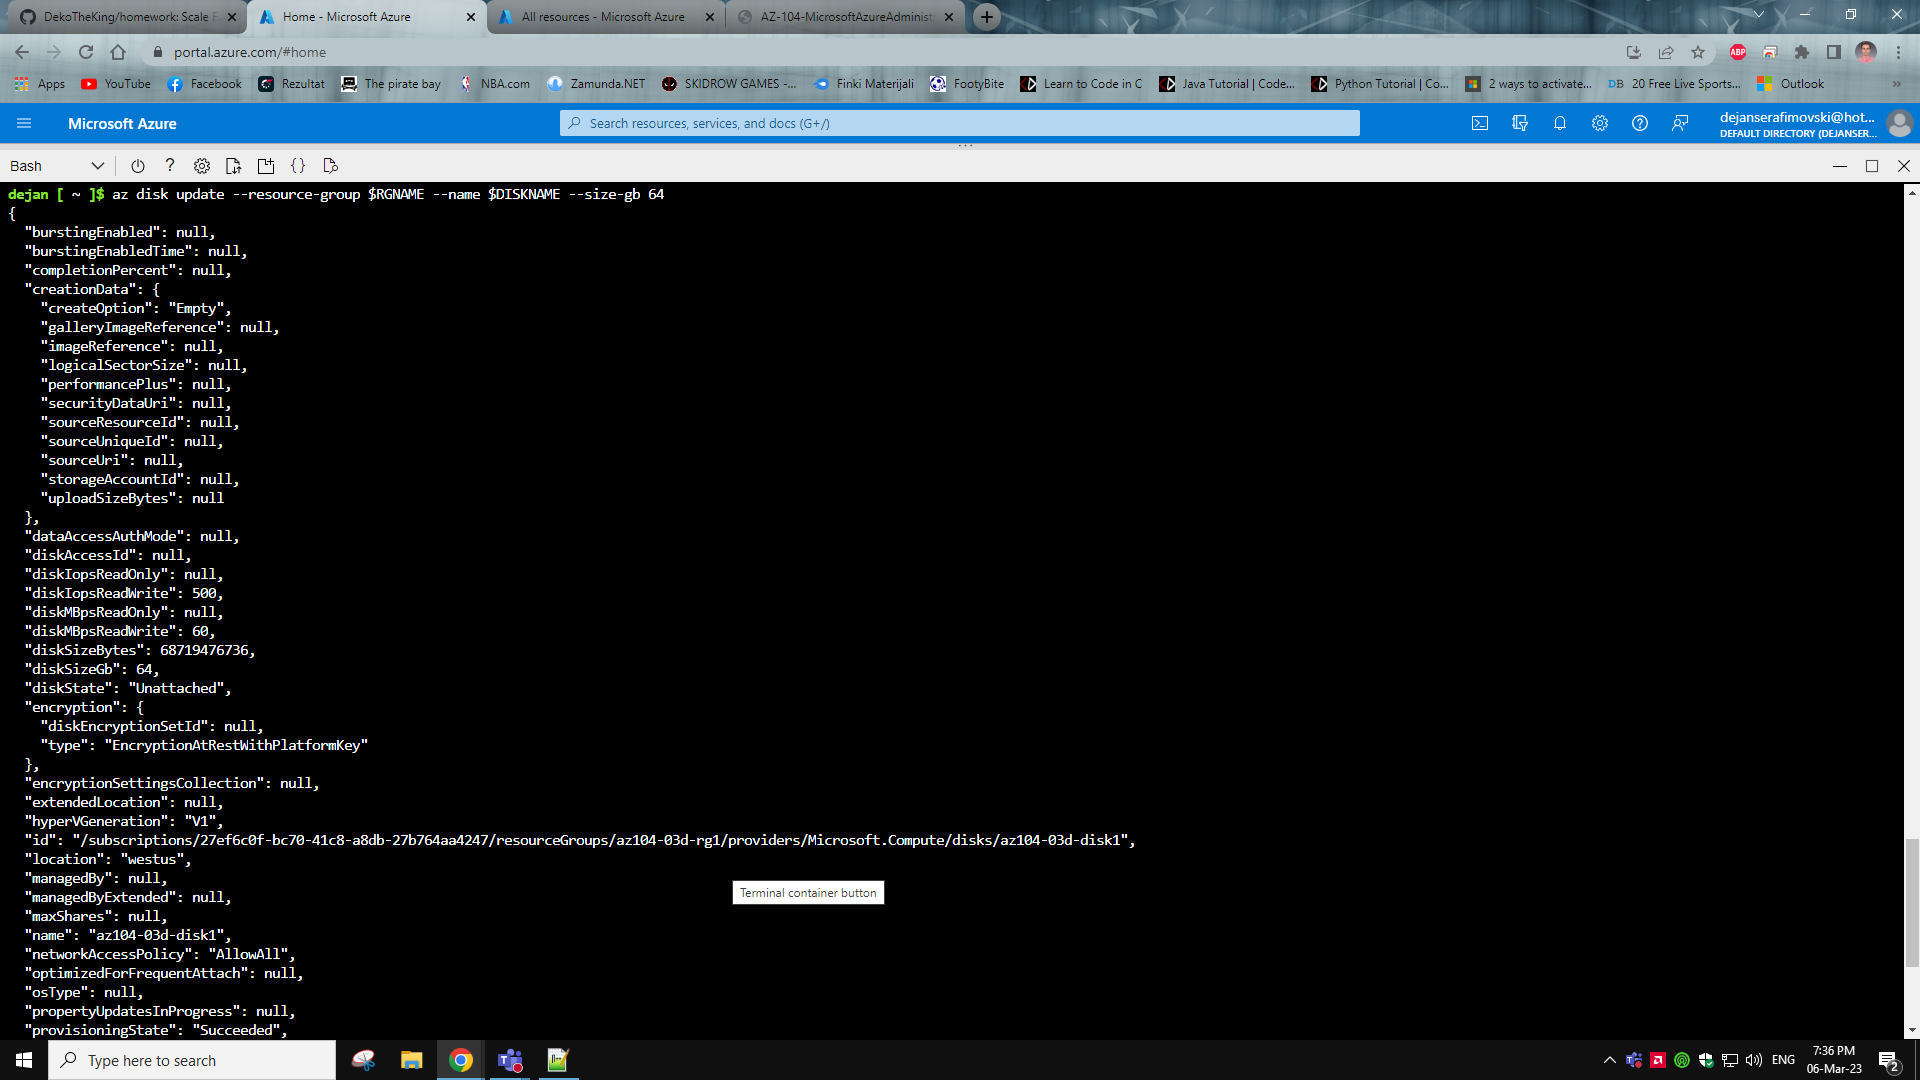 DekoTheKing/homework: Scale E
Home - Microsoft Azure
All resources - Microsoft Azure
AZ-104-MicrosoftAzureAdminist
portal.azure.com/#home
ABP
Apps
YouTube
Facebook
Rezultat
The pirate bay
NBA.com
Zamunda.NET
SKIDROW GAMES -...
Finki Materijali
FootyBite
Learn to Code in C
Java Tutorial | Code...
Python Tutorial | Co...
2 ways to activate...
DB 20 Free Live Sports...
Outlook
»
Microsoft Azure
Search resources, services, and docs (G+/)
dejanserafimovski@hot...
DEFAULT DIRECTORY (DEJANSER...
Bash
dejan [ ~ ]$ az disk update --resource-group $RGNAME --name $DISKNAME --size-gb 64
{
"burstingEnabled": null,
"burstingEnabledTime": null,
"completionPercent": null,
"creationData": {
"createOption": "Empty",
"galleryImageReference": null,
"imageReference": null,
"logicalSectorSize": null,
"performancePlus": null,
"securityDataUri": null,
"sourceResourceId": null,
"sourceUniqueId": null,
"sourceUri": null,
"storageAccountId": null,
"uploadSizeBytes": null
},
"dataAccessAuthMode": null,
"diskAccessId": null,
"diskIopsReadOnly": null,
"diskIopsReadWrite": 500,
"diskMBpsReadOnly": null,
"diskMBpsReadWrite": 60,
"diskSizeBytes": 68719476736,
"diskSizeGb": 64,
"diskState": "Unattached",
"encryption": {
"diskEncryptionSetId": null,
"type": "EncryptionAtRestWithPlatformKey"
},
"encryptionSettingsCollection": null,
"extendedLocation": null,
"hyperVGeneration": "V1",
"id": "/subscriptions/27ef6c0f-bc70-41c8-a8db-27b764aa4247/resourceGroups/az104-03d-rg1/providers/Microsoft.Compute/disks/az104-03d-disk1",
"location": "westus",
"managedBy": null,
"managedByExtended": null,
"maxShares": null,
"name": "az104-03d-disk1",
"networkAccessPolicy": "AllowAll",
"optimizedForFrequentAttach": null,
"osType": null,
"propertyUpdatesInProgress": null,
"provisioningState": "Succeeded",
Terminal container button
Type here to search
ENG
7:36 PM
06-Mar-23
2